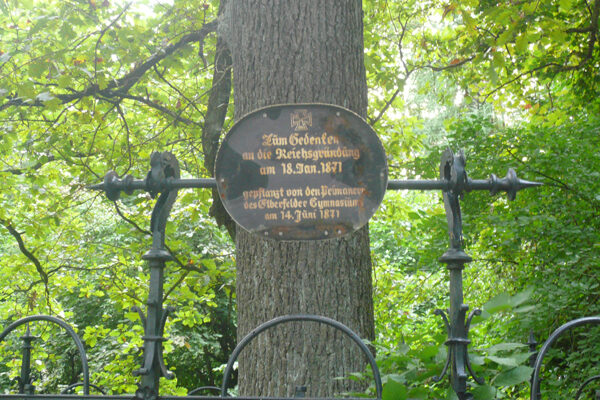 Zum Gedenken
an die Reichsgründung
am 18. Jan. 1871
gepflanzt von den Primanern
des Elberfelder Gymnasiums
am 14. Juni 1871